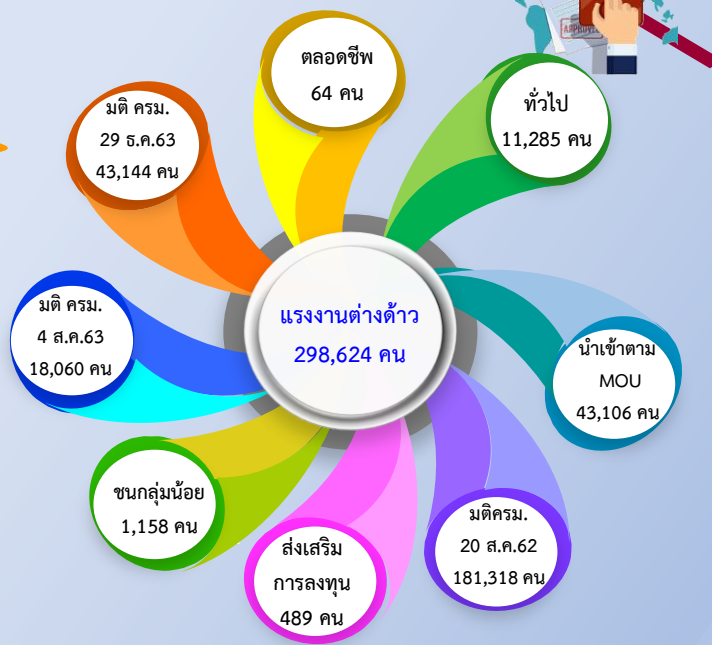 APPROVED
ตลอดชีพ
64 คน
ทั่วไป
11,285 คน
มติ ครม.
29 ธ.ค.63
43,144 คน
แรงงานต่างด้าว
298,624 คน
มติ ครม.
4 ส.ค.63
18,060 คน
นำเข้าตาม
MOU
43,106 คน
ชนกลุ่มน้อย
1,158 คน
ส่งเสริม
การลงทุน
489 คน
มติครม.
20 ส.ค.62
181,318 คน